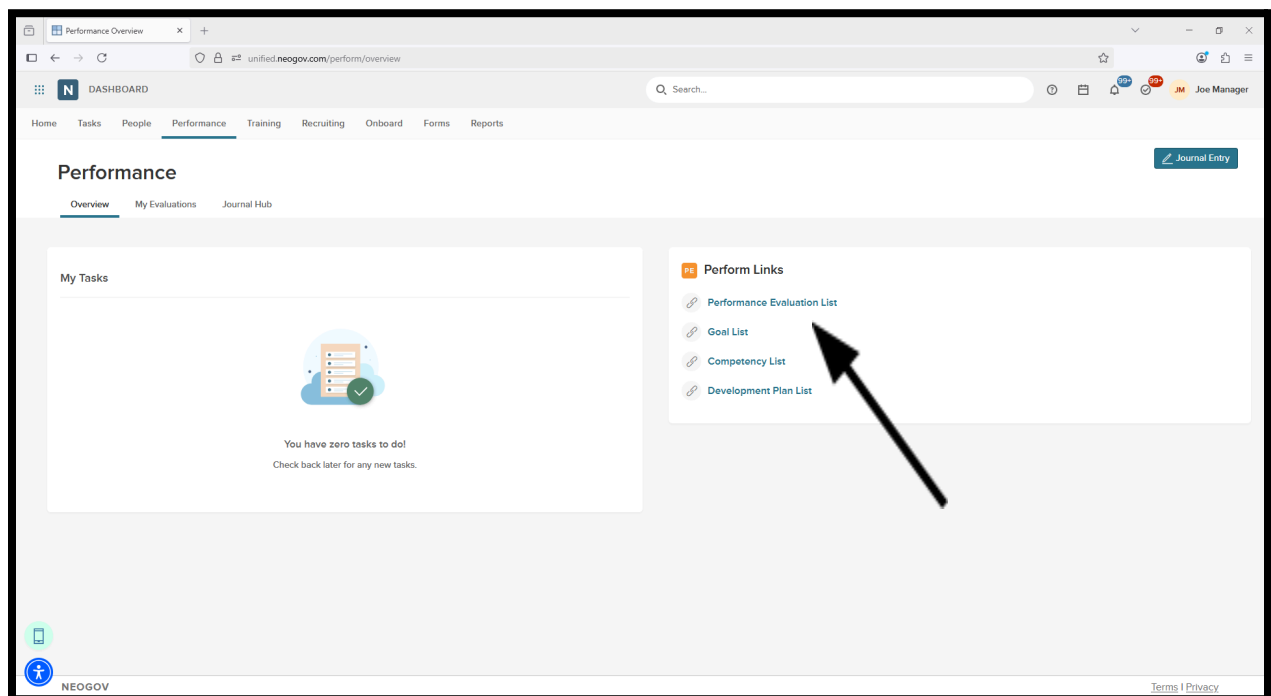 Performance Overview
unified.neogov.com/perform/overview
N DASHBOARD
Search...
99+
99+
JM Joe Manager
Home Tasks People Performance Training Recruiting Onboard Forms Reports
Performance
Journal Entry
Overview My Evaluations Journal Hub
My Tasks
You have zero tasks to do!
Check back later for any new tasks.
PE Perform Links
Performance Evaluation List
Goal List
Competency List
Development Plan List
NEOGOV
Terms | Privacy